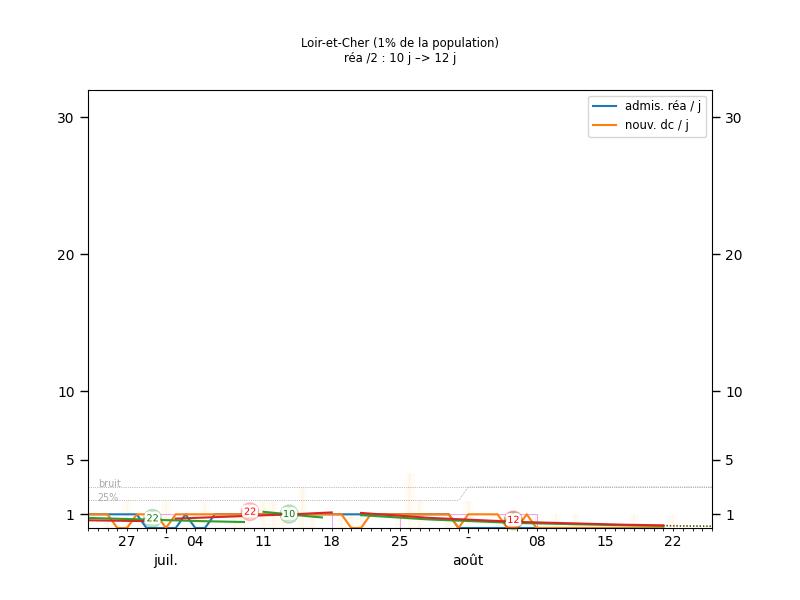 Loir-et-Cher (1% de la population)
réa /2 : 10 j –> 12 j
admis. réa / j
nouv. dc / j
30 30
20 20
10 10
bruit
5 5
25%
22 22 10 12
1 1
27 - 04 11 18 25 - 08 15 22
juil. août